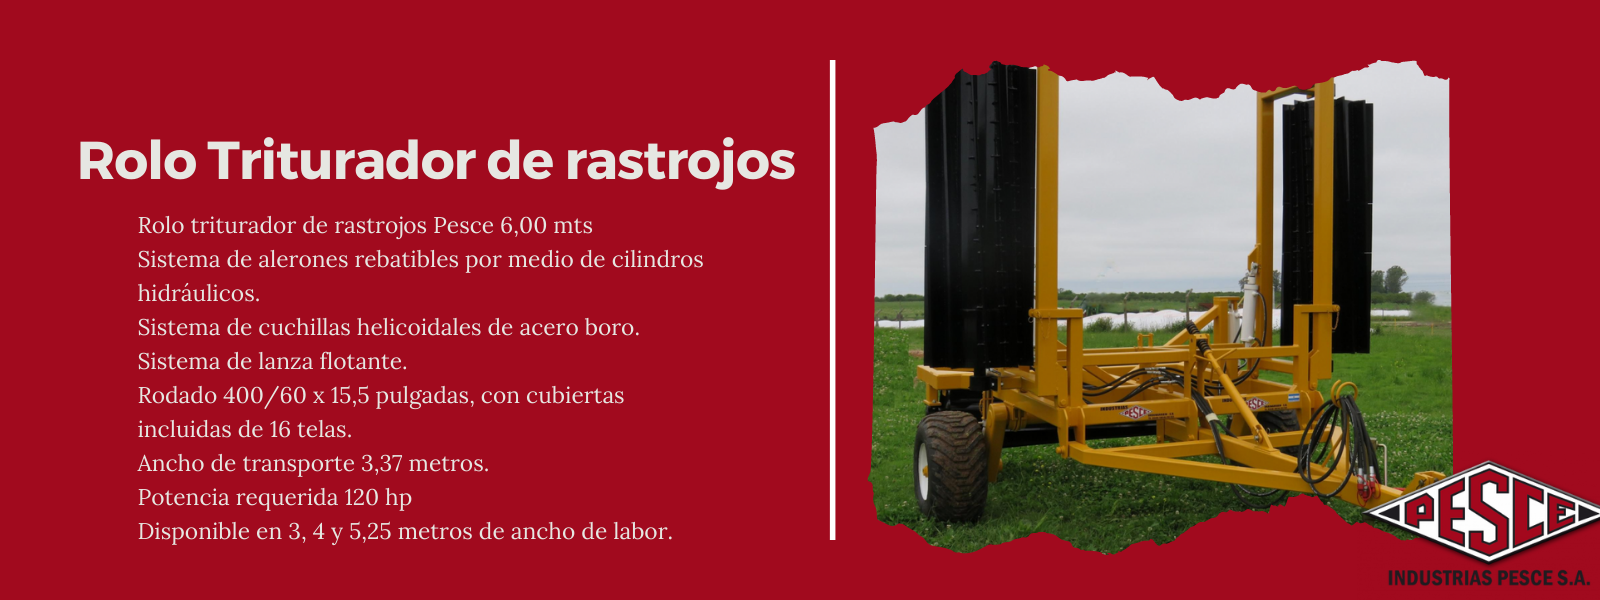 Rolo Triturador de rastrojos
Rolo triturador de rastrojos Pesce 6,00 mts
Sistema de alerones rebatibles por medio de cilindros
hidráulicos.
Sistema de cuchillas helicoidales de acero boro.
Sistema de lanza flotante.
Rodado 400/60 x 15,5 pulgadas, con cubiertas
incluidas de 16 telas.
Ancho de transporte 3,37 metros.
Potencia requerida 120 hp
Disponible en 3, 4 y 5,25 metros de ancho de labor.
INDUSTRIAS
PESCE
PESCE
PESCE
INDUSTRIAS PESCE S.A.